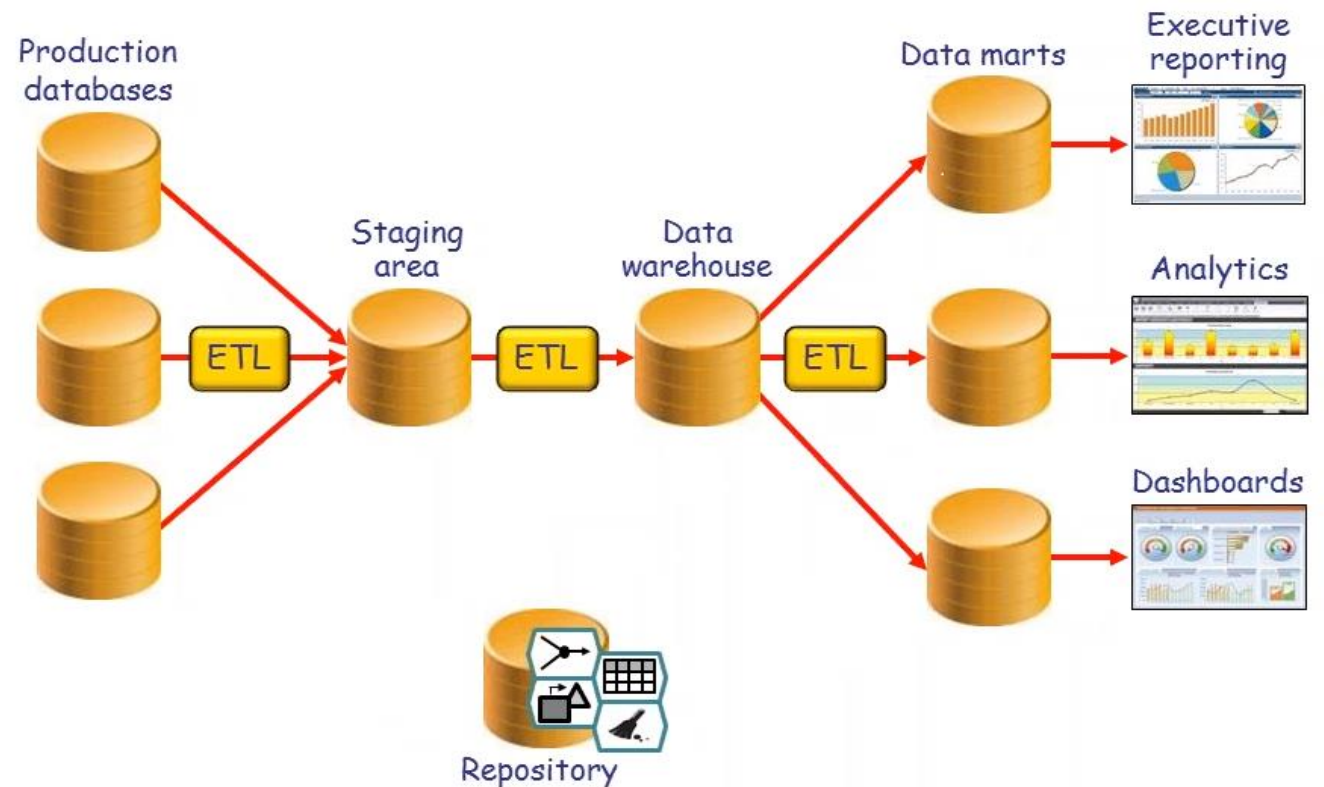 Production
databases
ETL
Staging
area
ETL
Data
warehouse
ETL
Data marts
Executive
reporting
Analytics
Dashboards
Repository